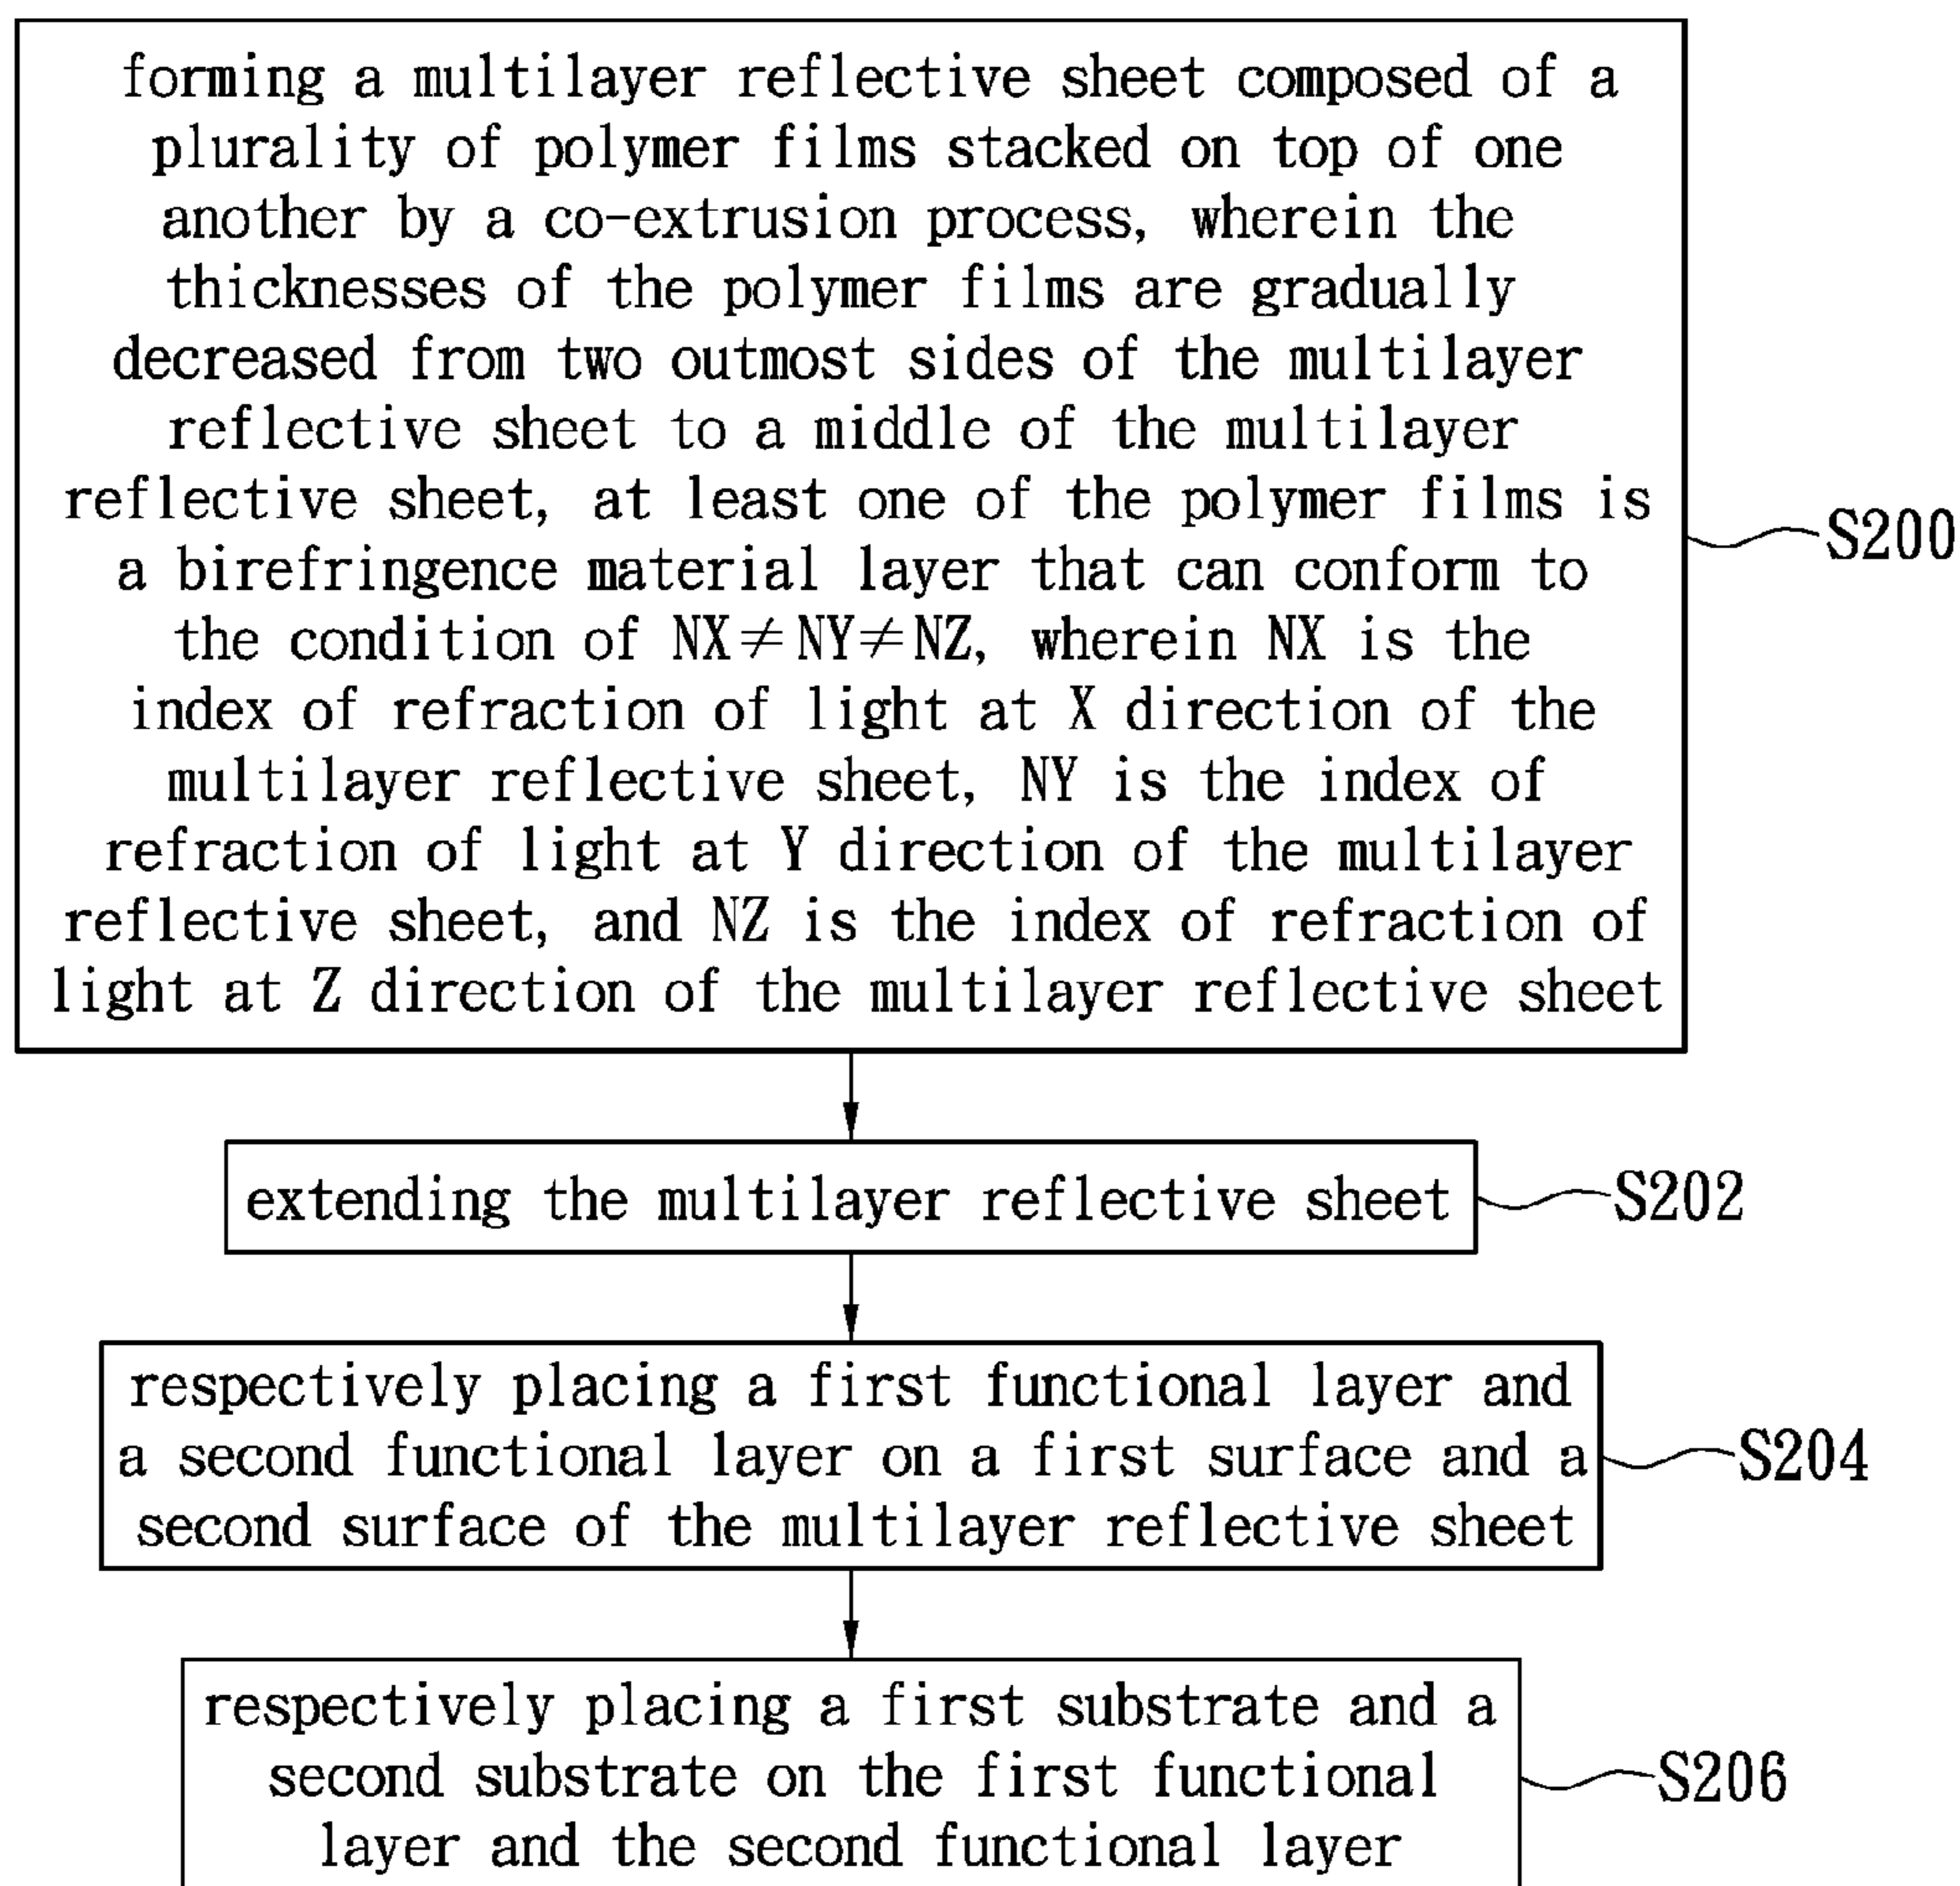 forming a multilayer reflective sheet composed of a
plurality of polymer films stacked on top of one
another by a co-extrusion process, wherein the
thicknesses of the polymer films are gradually
decreased from two outmost sides of the multilayer
reflective sheet to a middle of the multilayer
reflective sheet, at least one of the polymer films is
a birefringence material layer that can conform to
the condition of NX≠NY≠NZ, wherein NX is the
index of refraction of light at X direction of the
multilayer reflective sheet, NY is the index of
refraction of light at Y direction of the multilayer
reflective sheet, and NZ is the index of refraction of
light at Z direction of the multilayer reflective sheet
S200
extending the multilayer reflective sheet
S202
respectively placing a first functional layer and
a second functional layer on a first surface and a
second surface of the multilayer reflective sheet
S204
respectively placing a first substrate and a
second substrate on the first functional
layer and the second functional layer
S206